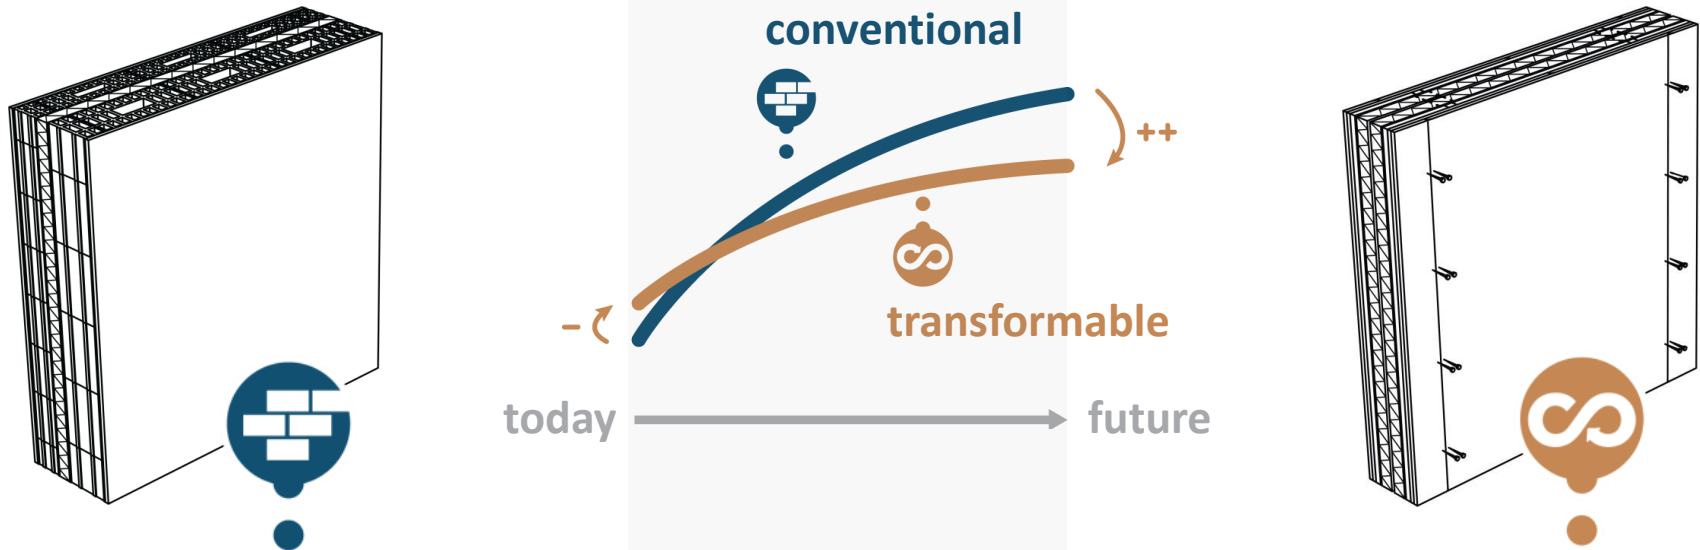 conventional
++
transformable
–
today
future